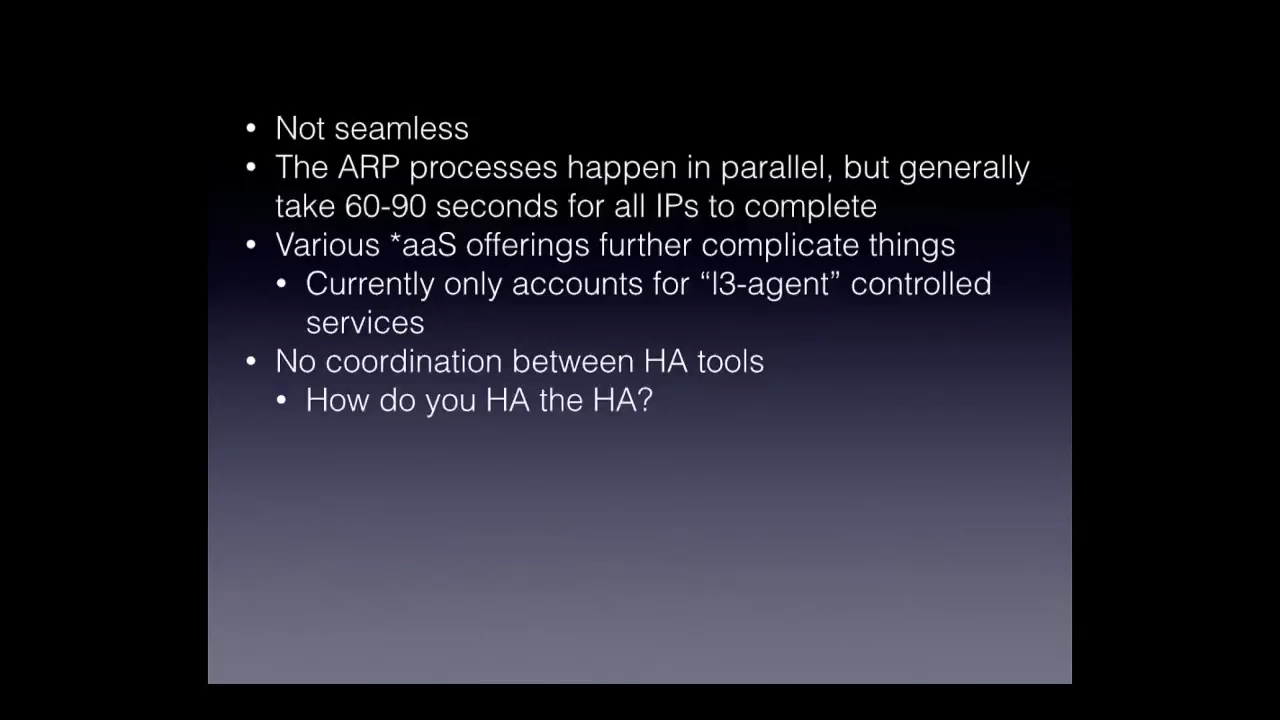 • Not seamless
• The ARP processes happen in parallel, but generally
take 60-90 seconds for all IPs to complete
• Various *aaS offerings further complicate things
• Currently only accounts for “l3-agent” controlled
services
• No coordination between HA tools
• How do you HA the HA?